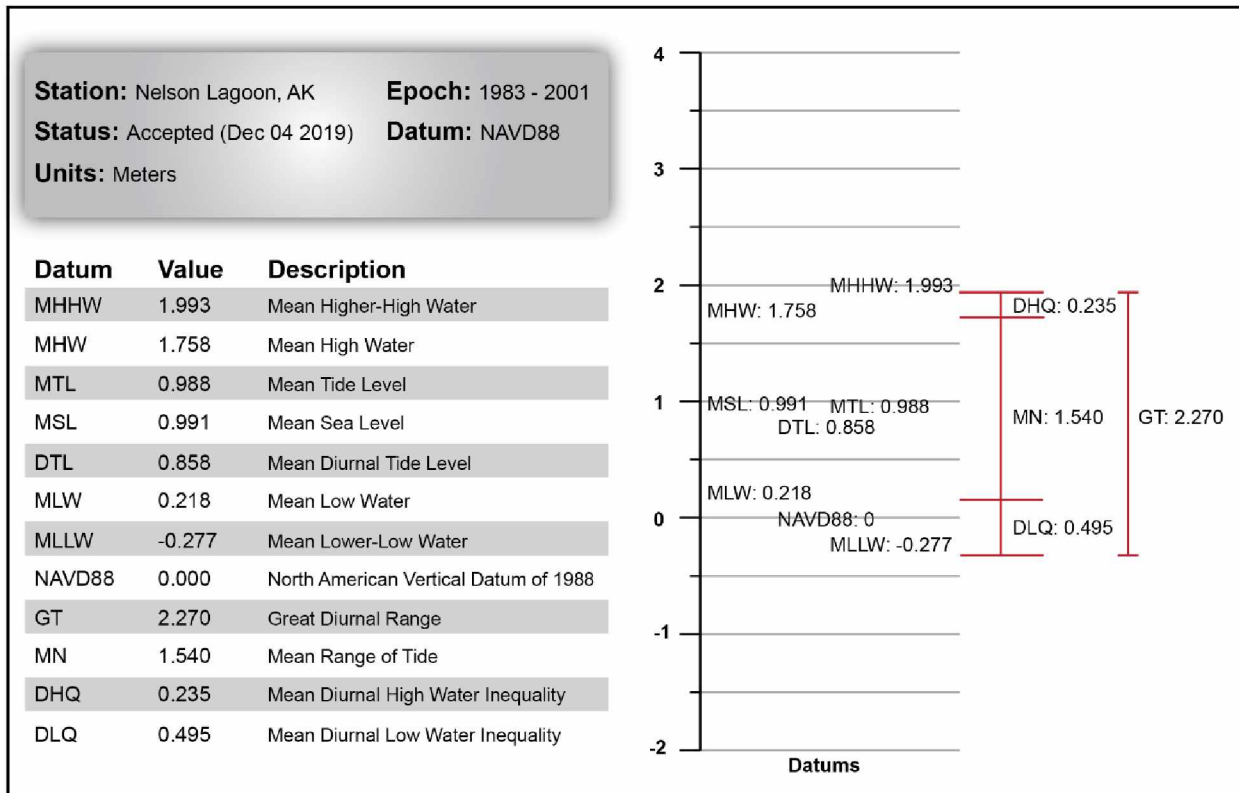 Station: Nelson Lagoon, AK Epoch: 1983 - 2001
Status: Accepted (Dec 04 2019) Datum: NAVD88
Units: Meters
Datum Value Description
MHHW 1.993 Mean Higher-High Water
MHW 1.758 Mean High Water
MTL 0.988 Mean Tide Level
MSL 0.991 Mean Sea Level
DTL 0.858 Mean Diurnal Tide Level
MLW 0.218 Mean Low Water
MLLW -0.277 Mean Lower-Low Water
NAVD88 0.000 North American Vertical Datum of 1988
GT 2.270 Great Diurnal Range
MN 1.540 Mean Range of Tide
DHQ 0.235 Mean Diurnal High Water Inequality
DLQ 0.495 Mean Diurnal Low Water Inequality
4
3
2 MHHW: 1.993
MHW: 1.758 DHQ: 0.235
1 MSL: 0.991 MTL: 0.988
DTL: 0.858 MN: 1.540 GT: 2.270
MLW: 0.218
0 NAVD88: 0 DLQ: 0.495
MLLW: -0.277
-1
-2
Datums